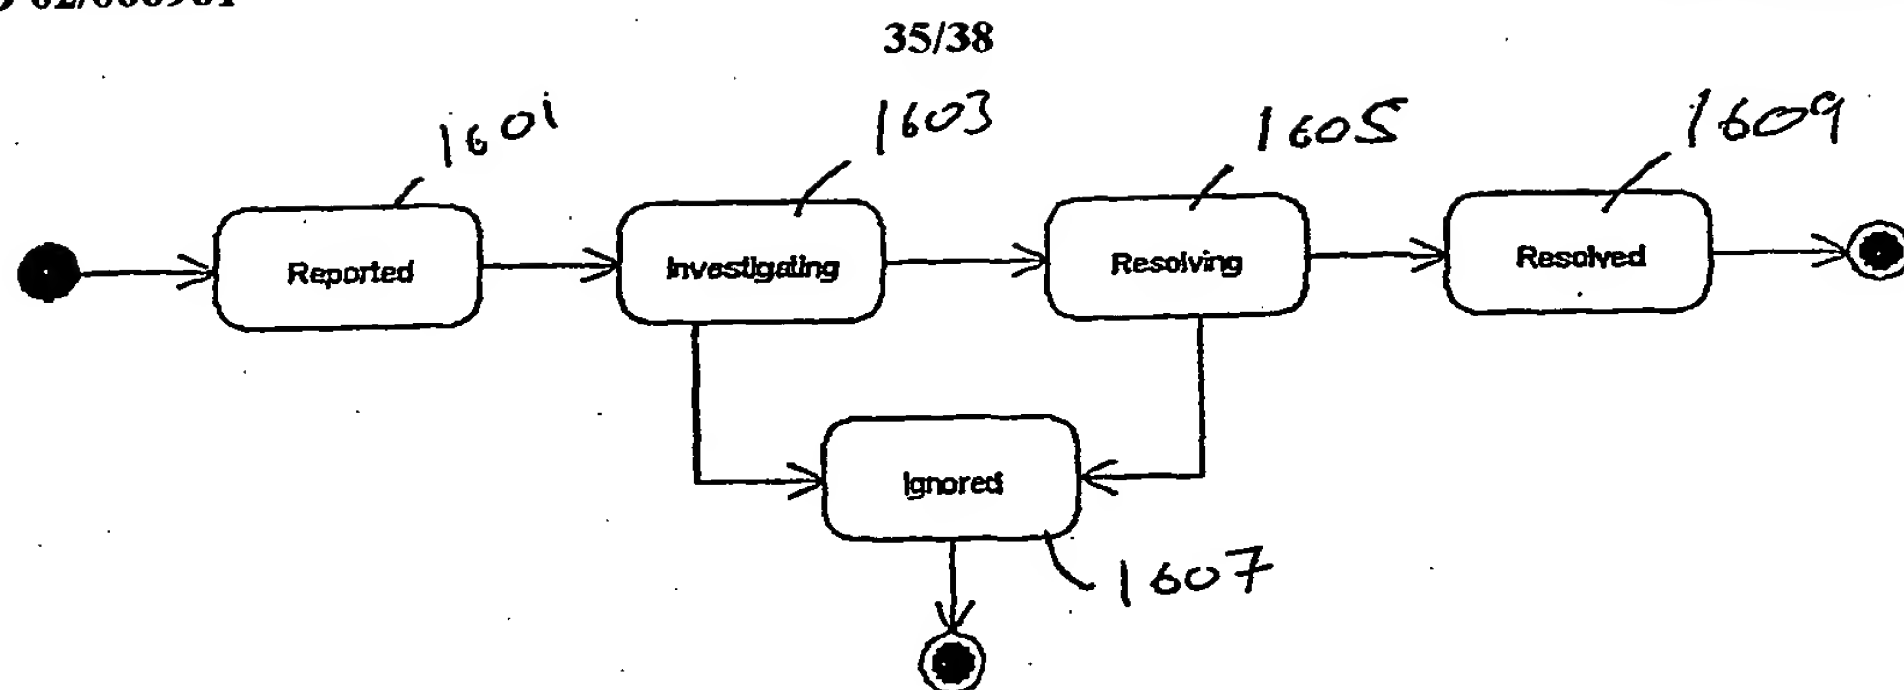 35/38
1601
1603
1605
1609
Reported
Investigating
Resolving
Resolved
Ignored
1607